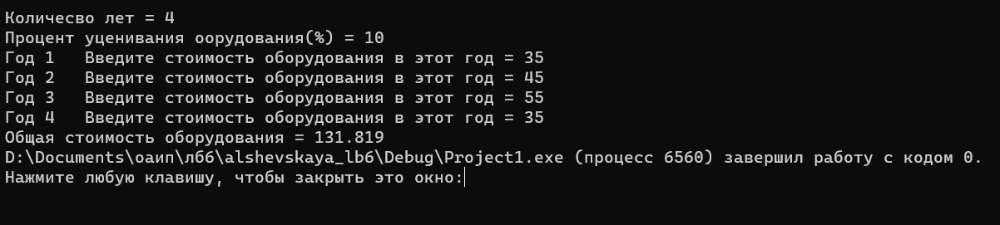 Количесво лет = 4
Процент уценивания оорудования(%) = 10
Год 1   Введите стоимость оборудования в этот год = 35
Год 2   Введите стоимость оборудования в этот год = 45
Год 3   Введите стоимость оборудования в этот год = 55
Год 4   Введите стоимость оборудования в этот год = 35
Общая стоимость оборудования = 131.819
D:\Documents\оаип\лб6\alshevskaya_lb6\Debug\Project1.exe (процесс 6560) завершил работу с кодом 0.
Нажмите любую клавишу, чтобы закрыть это окно: